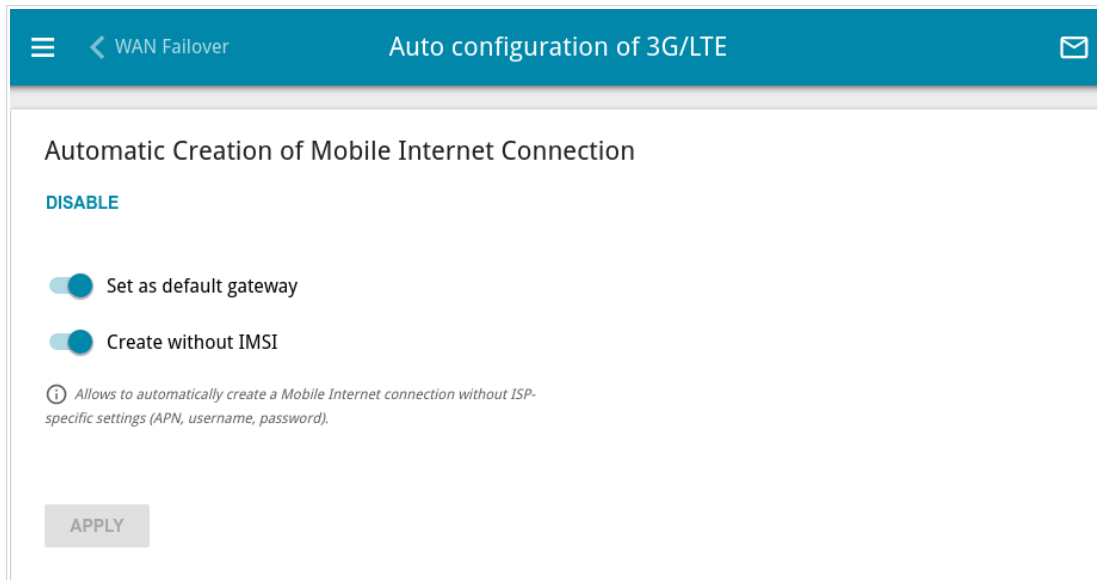 WAN Failover
Auto configuration of 3G/LTE
Automatic Creation of Mobile Internet Connection
DISABLE
Set as default gateway
Create without IMSI
Allows to automatically create a Mobile Internet connection without ISP-
specific settings (APN, username, password).
APPLY